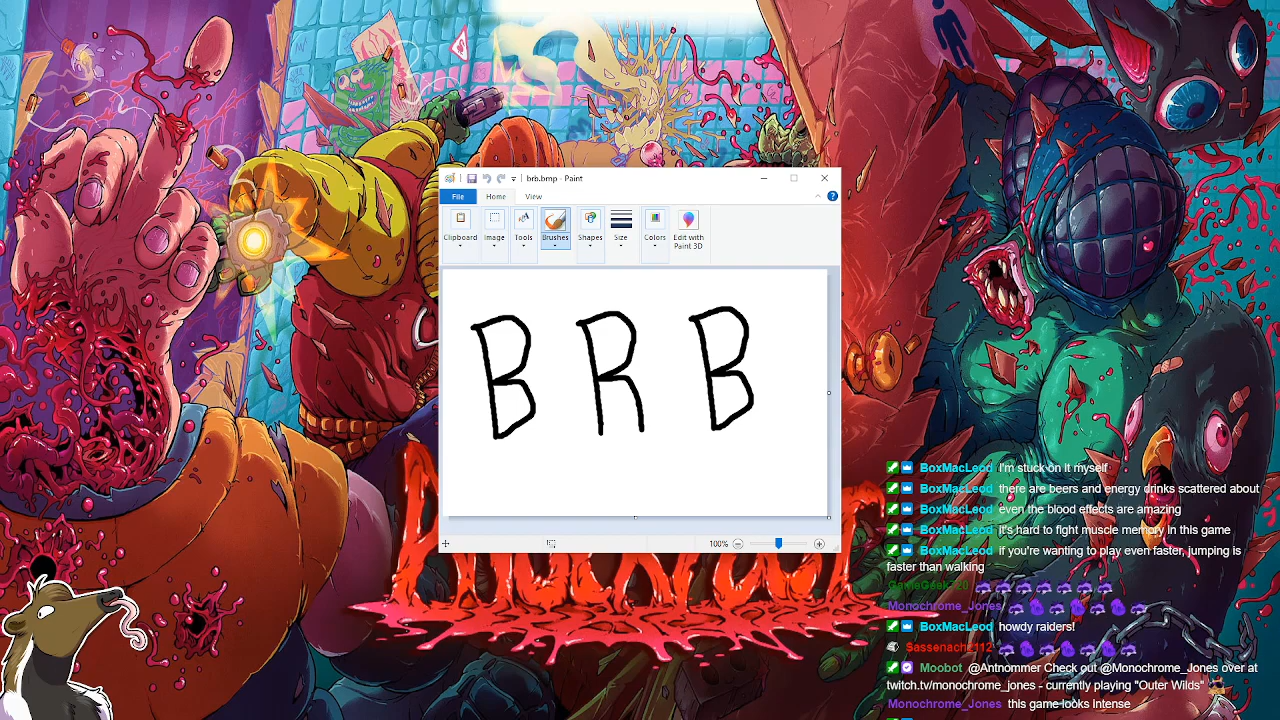 brb.bmp - Paint
File Home View
Clipboard Image Tools Brushes Shapes Size Colors Edit with
Paint 3D
BRB
100%
BoxMacLeod I'm stuck on it myself
BoxMacLeod there are beers and energy drinks scattered about
BoxMacLeod even the blood effects are amazing
BoxMacLeod It's hard to fight muscle memory in this game
BoxMacLeod if you're wanting to play even faster, jumping is
faster than walking
GameGeek720
Monochrome_Jones
BoxMacLeod howdy raiders!
Sassenach2112
Moobot @Antnommer Check out @Monochrome_Jones over at
twitch.tv/monochrome_jones - currently playing "Outer Wilds"
Monochrome_Jones this game looks intense